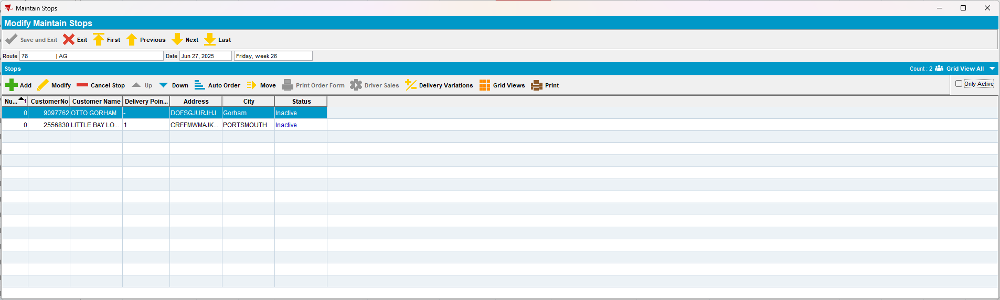 Maintain Stops
Modify Maintain Stops
Save and Exit Exit First Previous Next Last
Route 78 | AG Date Jun 27, 2025 Friday, week 26
Stops Count : 2 Grid View All
Add Modify Cancel Stop Up Down Auto Order Move Print Order Form Driver Sales Delivery Variations Grid Views Print Only Active
Nu... 1 CustomerNo Customer Name Delivery Poin... Address City Status
0 9097762 OTTO GORHAM - DOFSGJURJHJ Gorham Inactive
0 2556830 LITTLE BAY LO... 1 CRFFMWMAJK... PORTSMOUTH Inactive